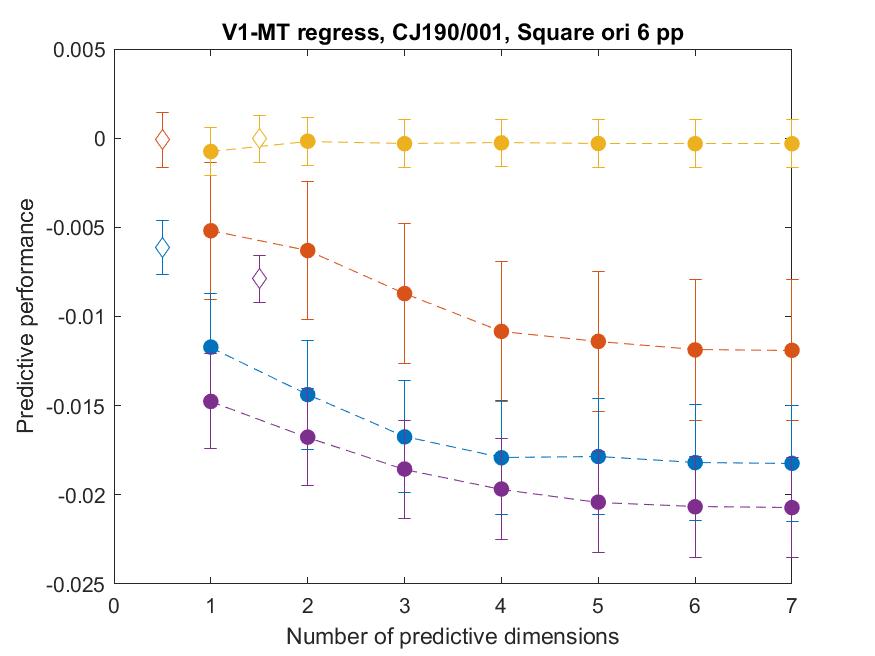 V1-MT regress, CJ190/001, Square ori 6 pp
0.005
0
-0.005
-0.01
-0.015
-0.02
-0.025
Predictive performance
0 1 2 3 4 5 6 7
Number of predictive dimensions